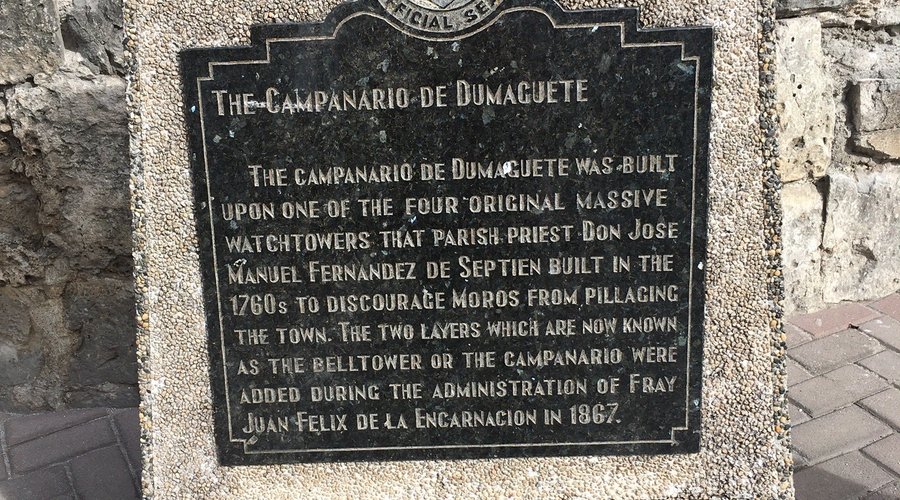 OFFICIAL SEAL
THE CAMPANARIO DE DUMAGUETE
THE CAMPANARIO DE DUMAGUETE WAS BUILT
UPON ONE OF THE FOUR ORIGINAL MASSIVE
WATCHTOWERS THAT PARISH PRIEST DON JOSE
MANUEL FERNANDEZ DE SEPTIEN BUILT IN THE
1760s TO DISCOURAGE MOROS FROM PILLAGING
THE TOWN. THE TWO LAYERS WHICH ARE NOW KNOWN
AS THE BELLTOWER OR THE CAMPANARIO WERE
ADDED DURING THE ADMINISTRATION OF FRAY
JUAN FELIX DE LA ENCARNACION IN 1867.